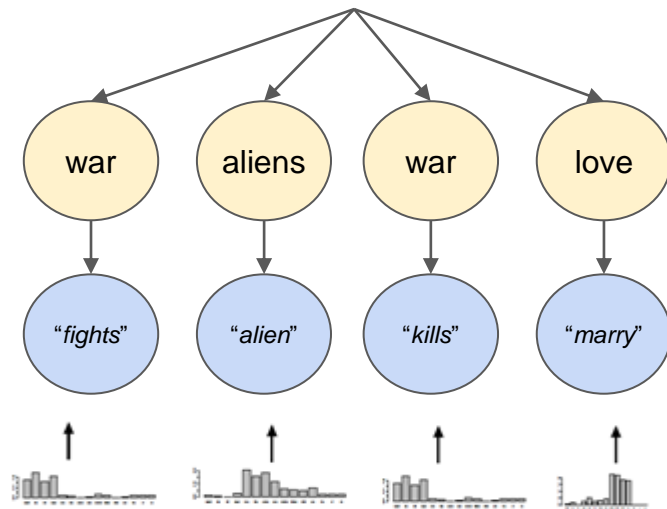 war aliens war love
“fights” “alien” “kills” “marry”